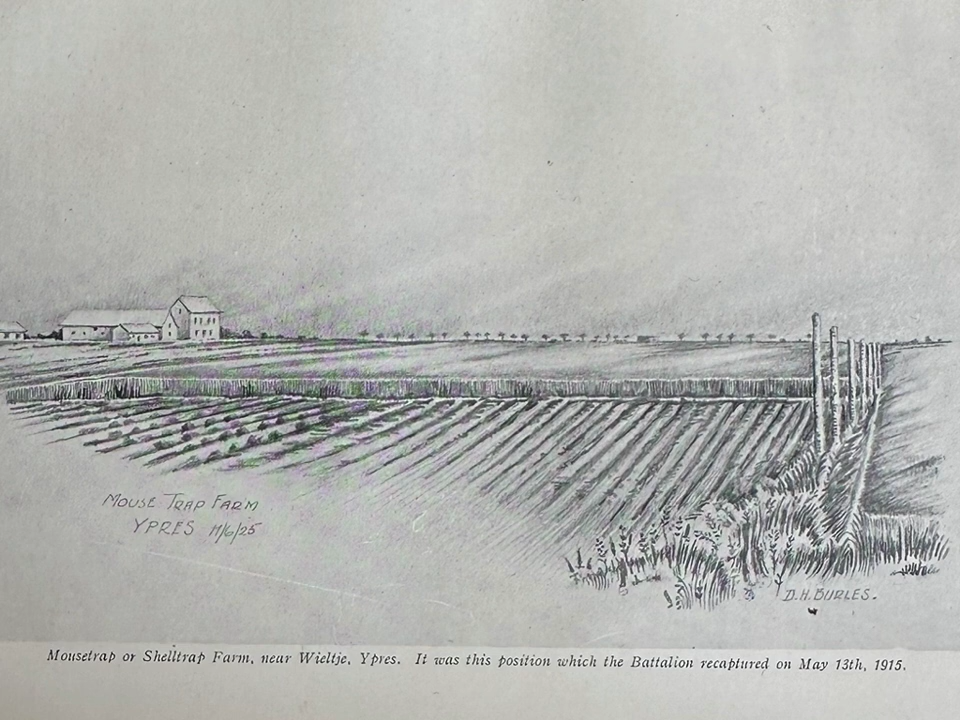 MOUSE TRAP FARM
YPRES 11/6/25
D.H. BURLES.
Mousetrap or Shelltrap Farm, near Wieltje, Ypres. It was this position which the Battalion recaptured on May 13th, 1915.